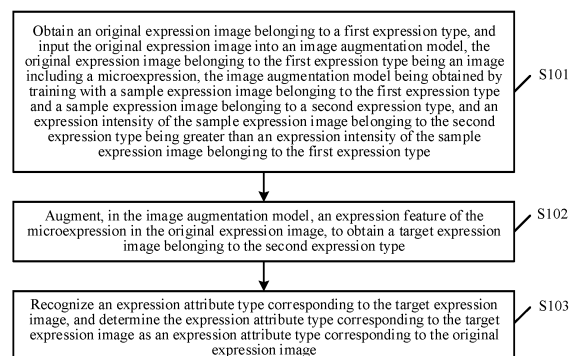 Obtain an original expression image belonging to a first expression type, and
input the original expression image into an image augmentation model, the
original expression image belonging to the first expression type being an image
including a microexpression, the image augmentation model being obtained by
training with a sample expression image belonging to the first expression type
and a sample expression image belonging to a second expression type, and an
expression intensity of the sample expression image belonging to the second
expression type being greater than an expression intensity of the sample
expression image belonging to the first expression type
S101
Augment, in the image augmentation model, an expression feature of the
microexpression in the original expression image, to obtain a target expression
image belonging to the second expression type
S102
Recognize an expression attribute type corresponding to the target expression
image, and determine the expression attribute type corresponding to the target
expression image as an expression attribute type corresponding to the original
expression image
S103